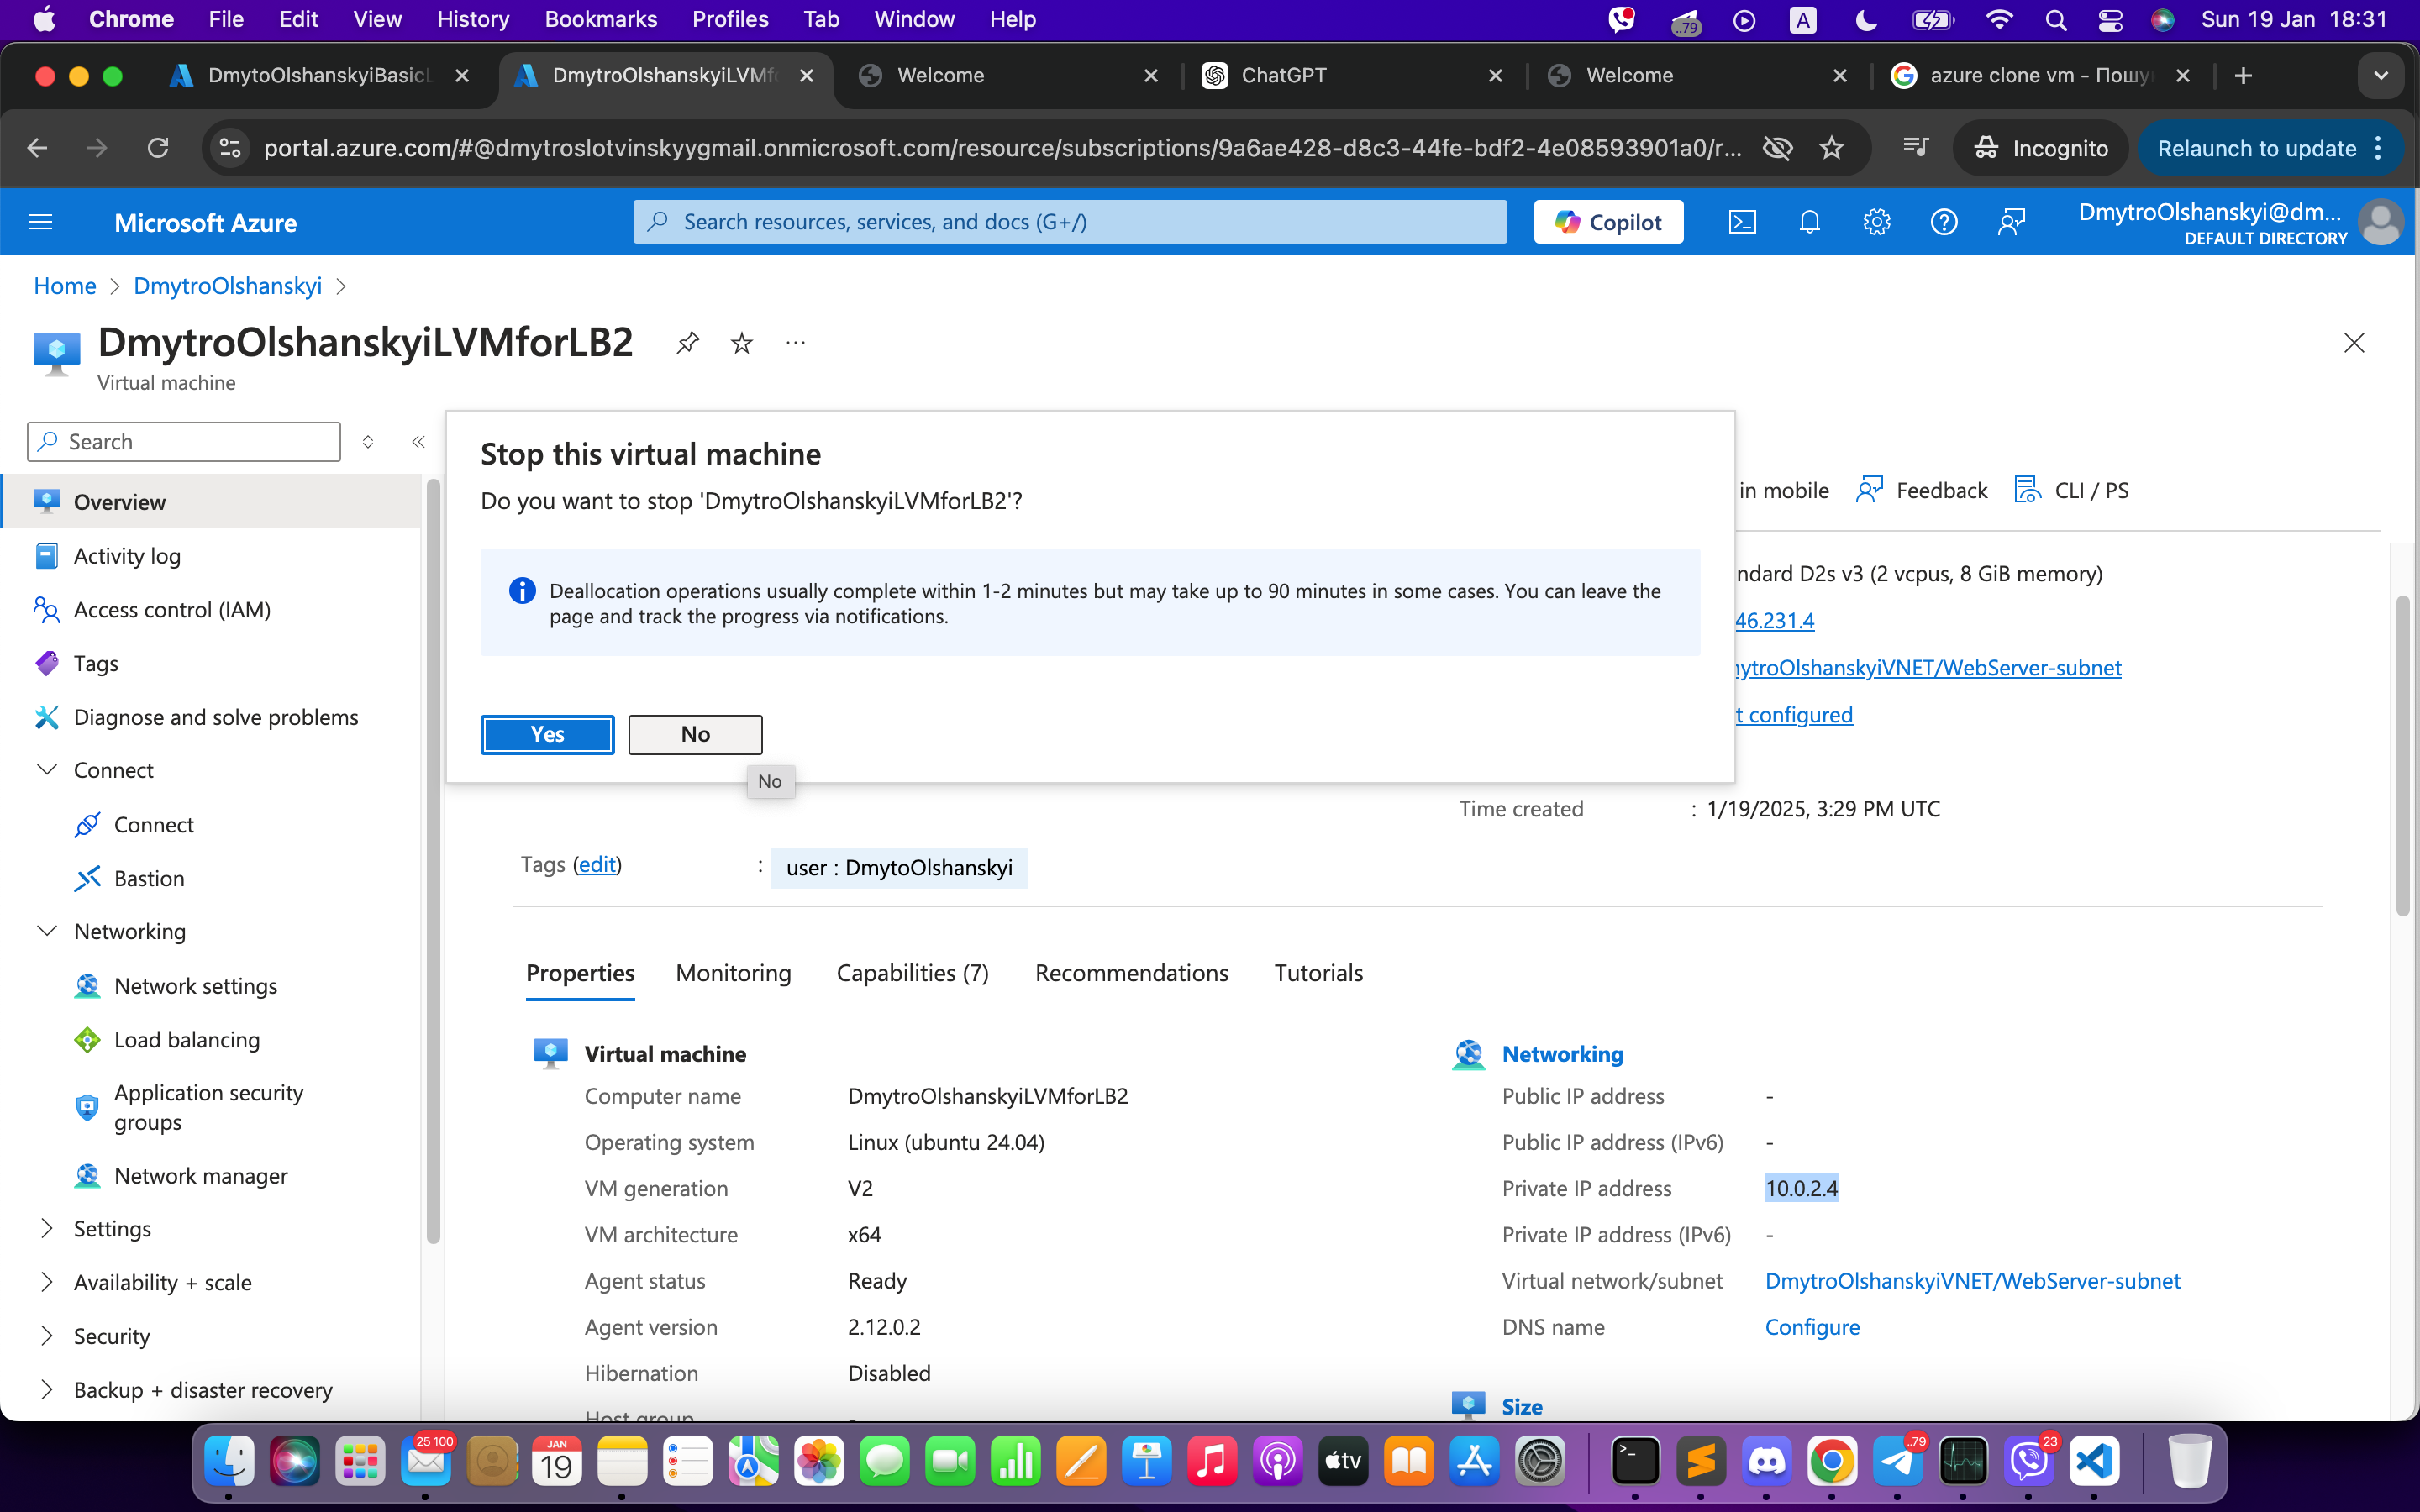 Chrome File Edit View History Bookmarks Profiles Tab Window Help
..79 A Sun 19 Jan 18:31
DmytoOlshanskyiBasicL
DmytroOlshanskyiLVMfo
Welcome
ChatGPT
Welcome
azure clone vm - Пошу
portal.azure.com/#@dmytroslotvinskyygmail.onmicrosoft.com/resource/subscriptions/9a6ae428-d8c3-44fe-bdf2-4e08593901a0/r...
Incognito
Relaunch to update
Microsoft Azure
Search resources, services, and docs (G+/)
Copilot
DmytroOlshanskyi@dm...
DEFAULT DIRECTORY
Home > DmytroOlshanskyi >
DmytroOlshanskyiLVMforLB2
Virtual machine
Search
Overview
Activity log
Access control (IAM)
Tags
Diagnose and solve problems
Connect
Connect
Bastion
Networking
Network settings
Load balancing
Application security
groups
Network manager
Settings
Availability + scale
Security
Backup + disaster recovery
Stop this virtual machine
Do you want to stop 'DmytroOlshanskyiLVMforLB2'?
Deallocation operations usually complete within 1-2 minutes but may take up to 90 minutes in some cases. You can leave the
page and track the progress via notifications.
Yes
No
No
in mobile
Feedback
CLI / PS
ndard D2s v3 (2 vcpus, 8 GiB memory)
46.231.4
ytroOlshanskyiVNET/WebServer-subnet
t configured
Time created : 1/19/2025, 3:29 PM UTC
Tags (edit) : user : DmytoOlshanskyi
Properties
Monitoring
Capabilities (7)
Recommendations
Tutorials
Virtual machine
Computer name DmytroOlshanskyiLVMforLB2
Operating system Linux (ubuntu 24.04)
VM generation V2
VM architecture x64
Agent status Ready
Agent version 2.12.0.2
Hibernation Disabled
Host group -
Networking
Public IP address -
Public IP address (IPv6) -
Private IP address 10.0.2.4
Private IP address (IPv6) -
Virtual network/subnet DmytroOlshanskyiVNET/WebServer-subnet
DNS name Configure
Size
25 100
JAN
19
tv
..79
23